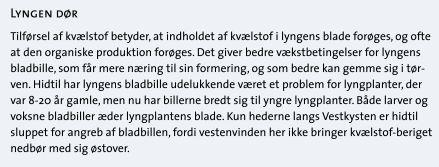 Lyngen dør
Tilførsel af kvælstof betyder, at indholdet af kvælstof i lyngens blade forøges, og ofte
at den organiske produktion forøges. Det giver bedre vækstbetingelser for lyngens
bladbille, som får mere næring til sin formering, og som bedre kan gemme sig i tør-
ven. Hidtil har lyngens bladbille udelukkende været et problem for lyngplanter, der
var 8-20 år gamle, men nu har billerne bredt sig til yngre lyngplanter. Både larver og
voksne bladbiller æder lyngplantens blade. Kun hederne langs Vestkysten er hidtil
sluppet for angreb af bladbillen, fordi vestenvinden her ikke bringer kvælstof-beriget
nedbør med sig østover.